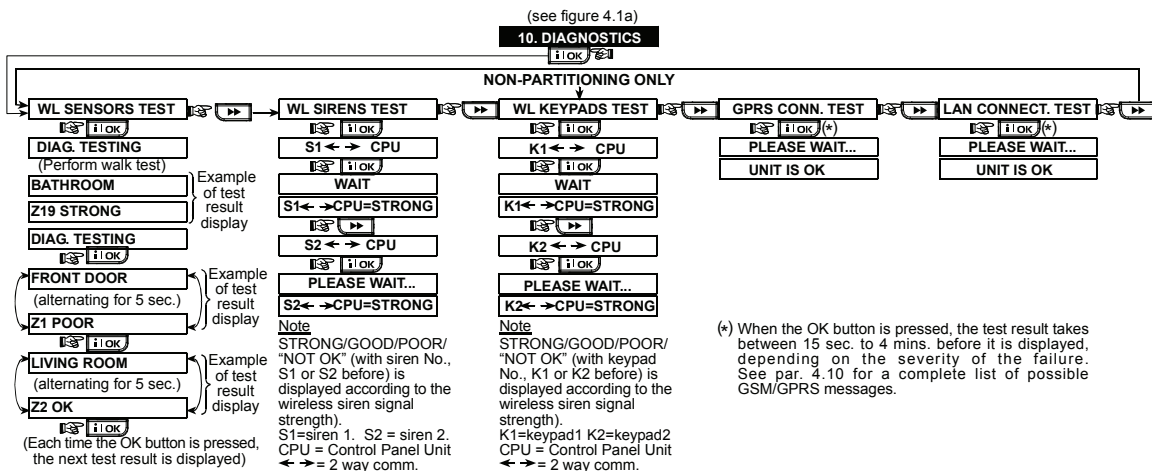 (see figure 4.1a)
10. DIAGNOSTICS
i I OK
NON-PARTITIONING ONLY
WL SENSORS TEST
i I OK
DIAG. TESTING
(Perform walk test)
BATHROOM
Z19 STRONG
Example
of test
result
display
DIAG. TESTING
i I OK
FRONT DOOR
(alternating for 5 sec.)
Z1 POOR
Example
of test
result
display
i I OK
LIVING ROOM
(alternating for 5 sec.)
Z2 OK
Example
of test
result
display
i I OK
(Each time the OK button is pressed,
the next test result is displayed)
WL SIRENS TEST
i I OK
S1 ← → CPU
i I OK
WAIT
S1← →CPU=STRONG
S2 ← → CPU
i I OK
PLEASE WAIT...
S2← →CPU=STRONG
Note
STRONG/GOOD/POOR/
“NOT OK” (with siren No.,
S1 or S2 before) is
displayed according to the
wireless siren signal
strength).
S1=siren 1. S2 = siren 2.
CPU = Control Panel Unit
← → = 2 way comm.
WL KEYPADS TEST
i I OK
K1 ← → CPU
i I OK
WAIT
K1← →CPU=STRONG
K2 ← → CPU
i I OK
PLEASE WAIT...
K2← →CPU=STRONG
Note
STRONG/GOOD/POOR/
“NOT OK” (with keypad
No., K1 or K2 before) is
displayed according to the
wireless siren signal
strength).
K1=keypad1 K2=keypad2
CPU = Control Panel Unit
← → = 2 way comm.
GPRS CONN. TEST
i I OK (*)
PLEASE WAIT...
UNIT IS OK
LAN CONNECT. TEST
i I OK (*)
PLEASE WAIT...
UNIT IS OK
(*) When the OK button is pressed, the test result takes
between 15 sec. to 4 mins. before it is displayed,
depending on the severity of the failure.
See par. 4.10 for a complete list of possible
GSM/GPRS messages.